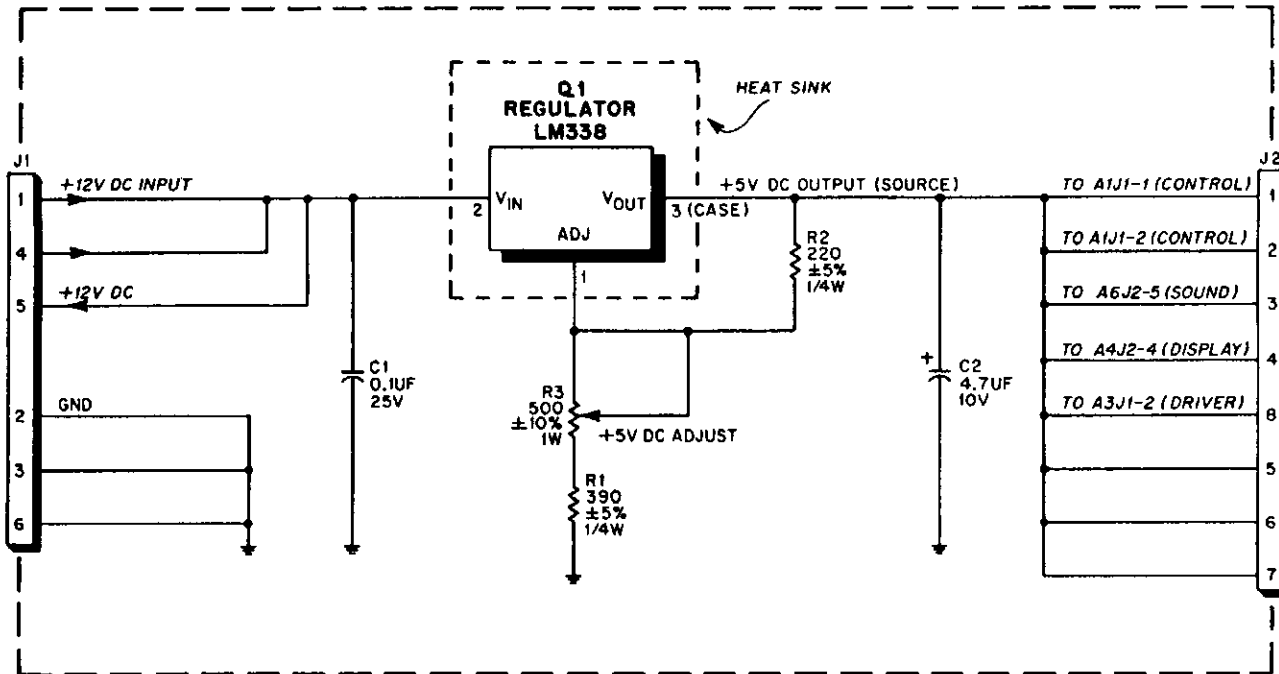 Q1
REGULATOR
LM338
HEAT SINK
J1
J2
1
+12V DC INPUT
4
5
+12V DC
2
GND
3
6
2
VIN
VOUT
ADJ
3 (CASE)
1
+5V DC OUTPUT (SOURCE)
R2
220
±5%
1/4W
C1
0.1UF
25V
R3
500
±10%
1W
+5V DC ADJUST
R1
390
±5%
1/4W
+
C2
4.7UF
10V
TO A1J1-1 (CONTROL)
1
TO A1J1-2 (CONTROL)
2
TO A6J2-5 (SOUND)
3
TO A4J2-4 (DISPLAY)
4
TO A3J1-2 (DRIVER)
8
5
6
7